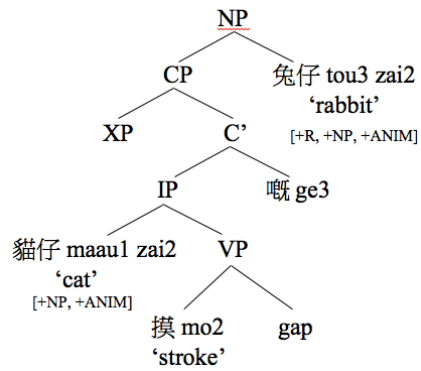 NP
CP
兔仔 tou3 zai2
‘rabbit’
[+R, +NP, +ANIM]
XP
C’
IP
嘅 ge3
貓仔 maau1 zai2
‘cat’
[+NP, +ANIM]
VP
摸 mo2
‘stroke’
gap